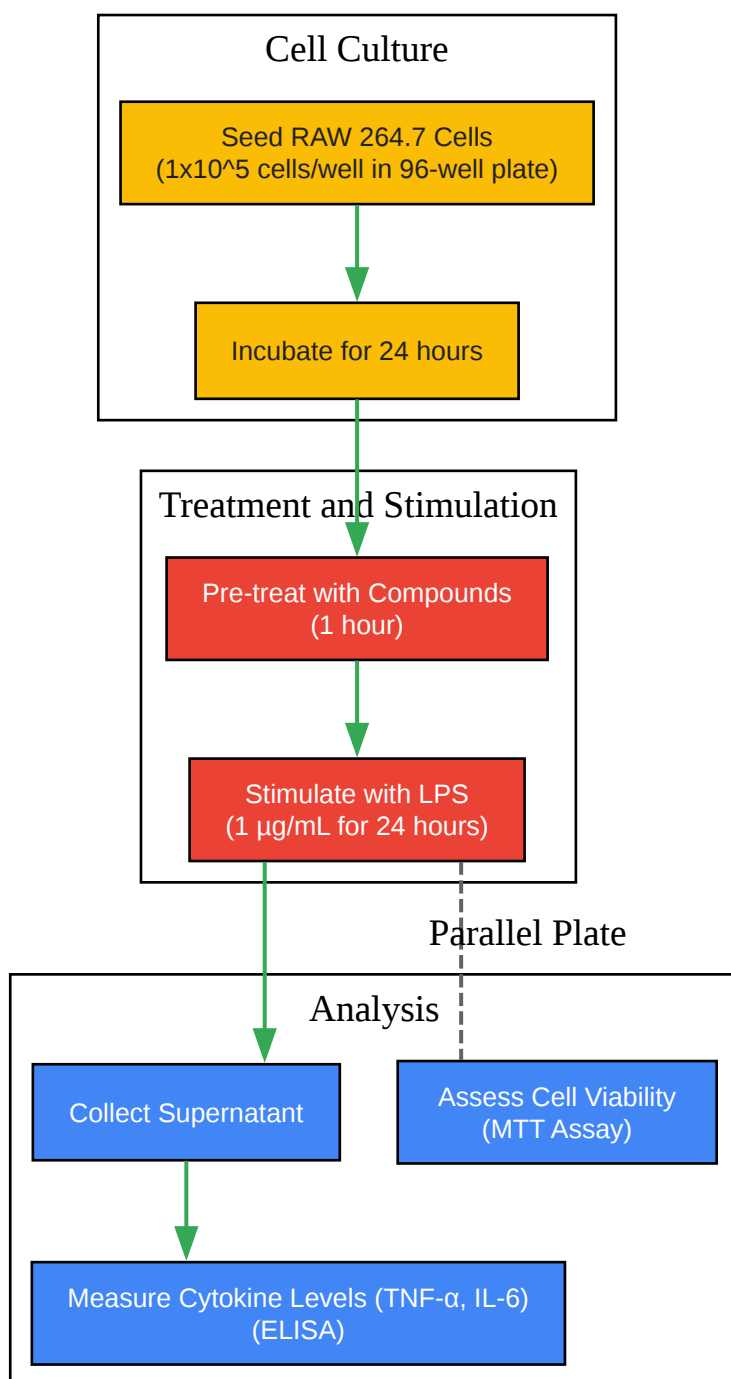 Cell Culture
Seed RAW 264.7 Cells
(1x10^5 cells/well in 96-well plate)
Incubate for 24 hours
Treatment and Stimulation
Pre-treat with Compounds
(1 hour)
Stimulate with LPS
(1 µg/mL for 24 hours)
Parallel Plate
Analysis
Collect Supernatant
Assess Cell Viability
(MTT Assay)
Measure Cytokine Levels (TNF-α, IL-6)
(ELISA)